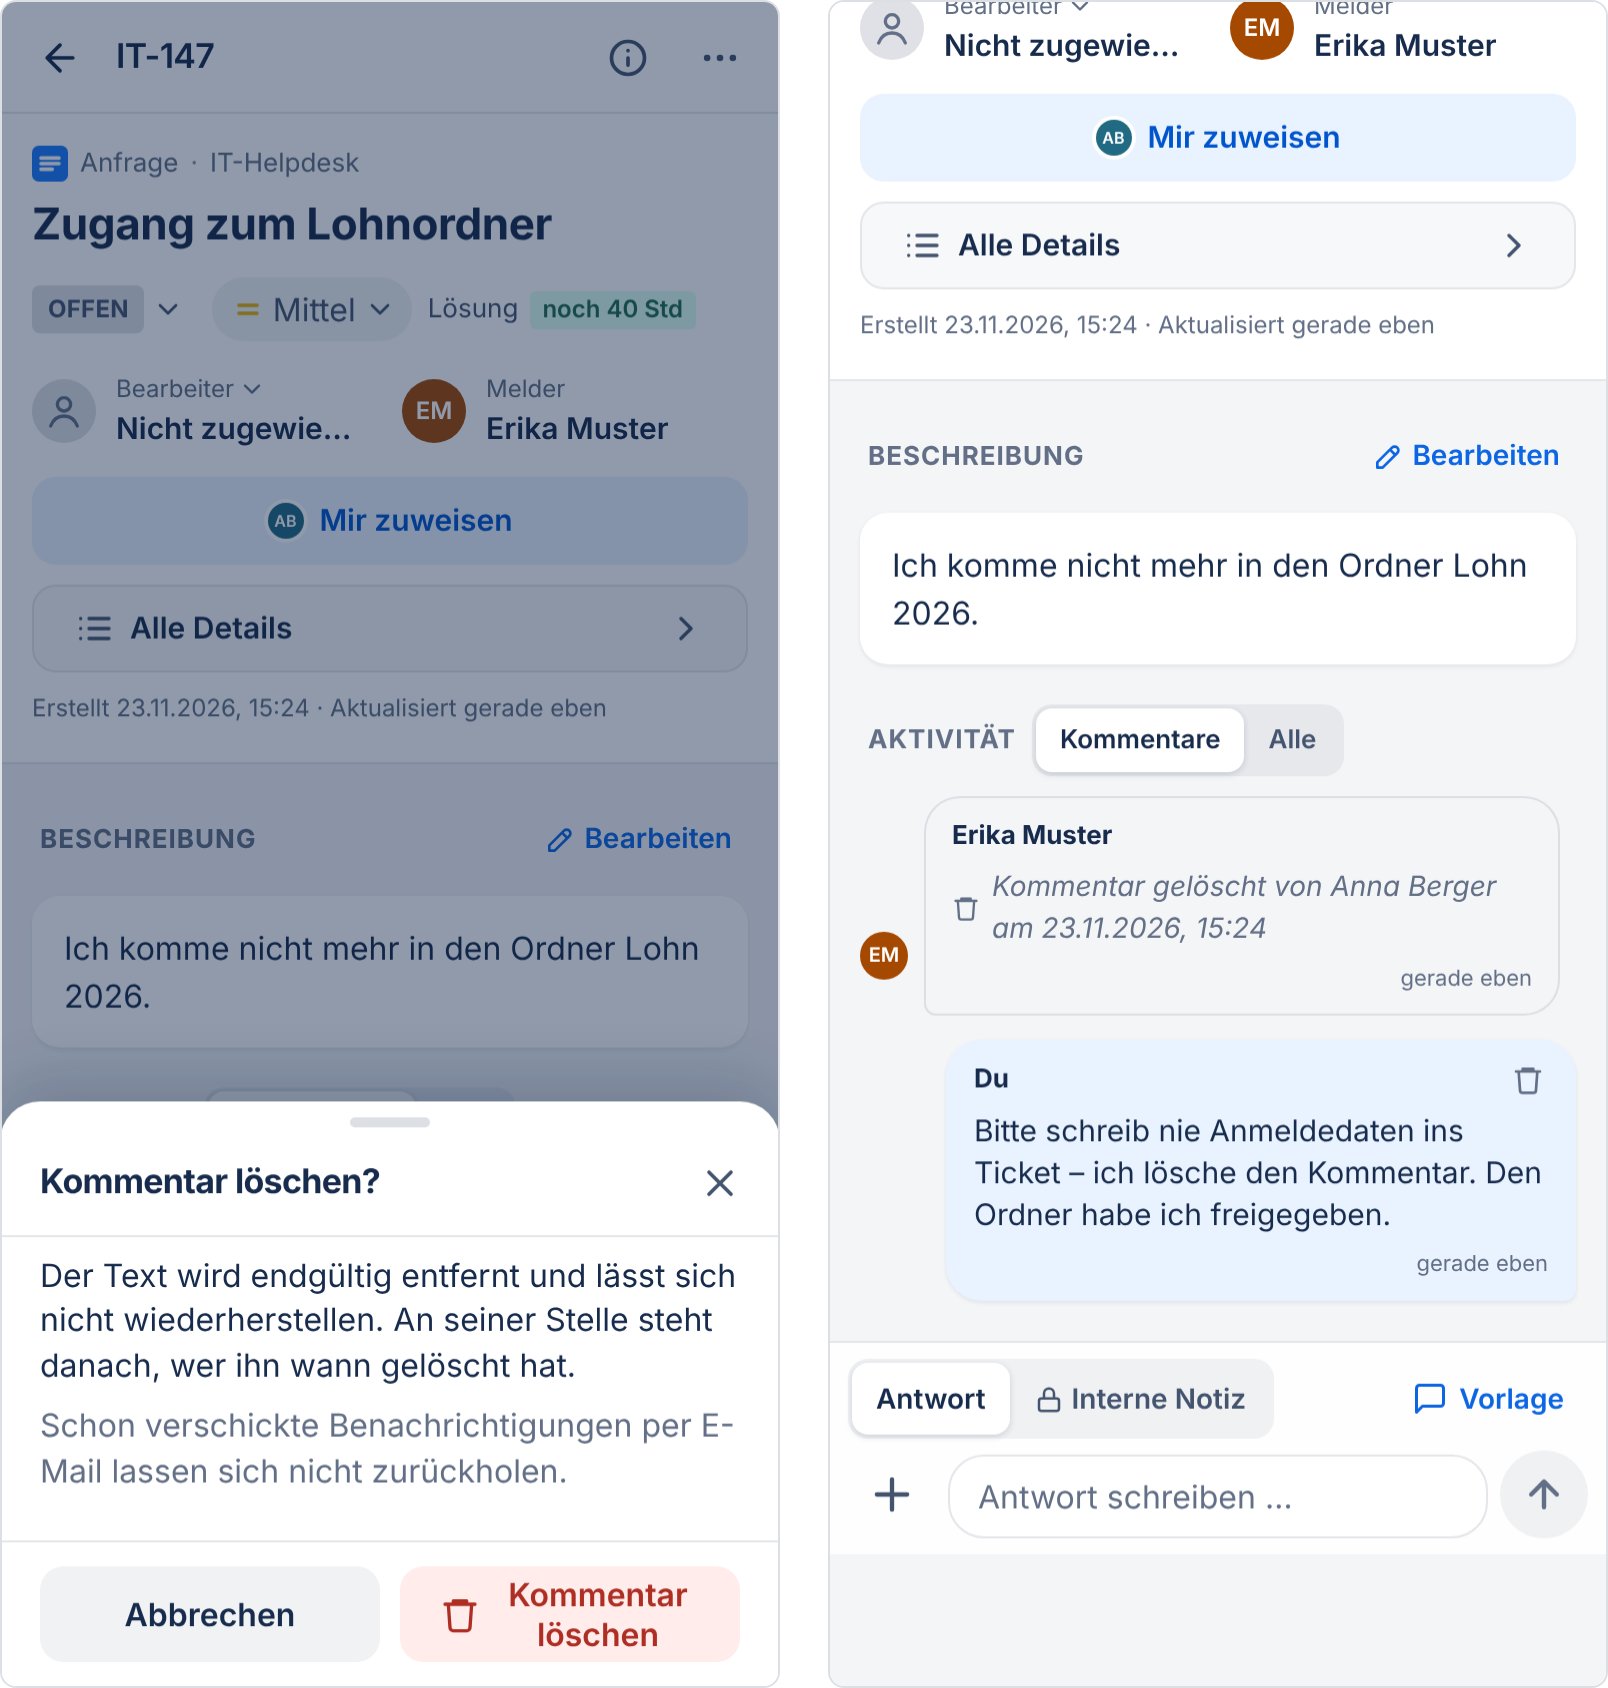 IT-147
Anfrage · IT-Helpdesk
Zugang zum Lohnordner
OFFEN
Mittel
Lösung
noch 40 Std
Bearbeiter
Nicht zugewie...
EM
Melder
Erika Muster
AB
Mir zuweisen
Alle Details
Erstellt 23.11.2026, 15:24 · Aktualisiert gerade eben
BESCHREIBUNG
Bearbeiten
Ich komme nicht mehr in den Ordner Lohn
2026.
Kommentar löschen?
Der Text wird endgültig entfernt und lässt sich
nicht wiederherstellen. An seiner Stelle steht
danach, wer ihn wann gelöscht hat.
Schon verschickte Benachrichtigungen per E-
Mail lassen sich nicht zurückholen.
Abbrechen
Kommentar
löschen
Bearbeiter
Nicht zugewie...
EM
Melder
Erika Muster
AB
Mir zuweisen
Alle Details
Erstellt 23.11.2026, 15:24 · Aktualisiert gerade eben
BESCHREIBUNG
Bearbeiten
Ich komme nicht mehr in den Ordner Lohn
2026.
AKTIVITÄT
Kommentare
Alle
Erika Muster
Kommentar gelöscht von Anna Berger
am 23.11.2026, 15:24
EM
gerade eben
Du
Bitte schreib nie Anmeldedaten ins
Ticket – ich lösche den Kommentar. Den
Ordner habe ich freigegeben.
gerade eben
Antwort
Interne Notiz
Vorlage
Antwort schreiben ...